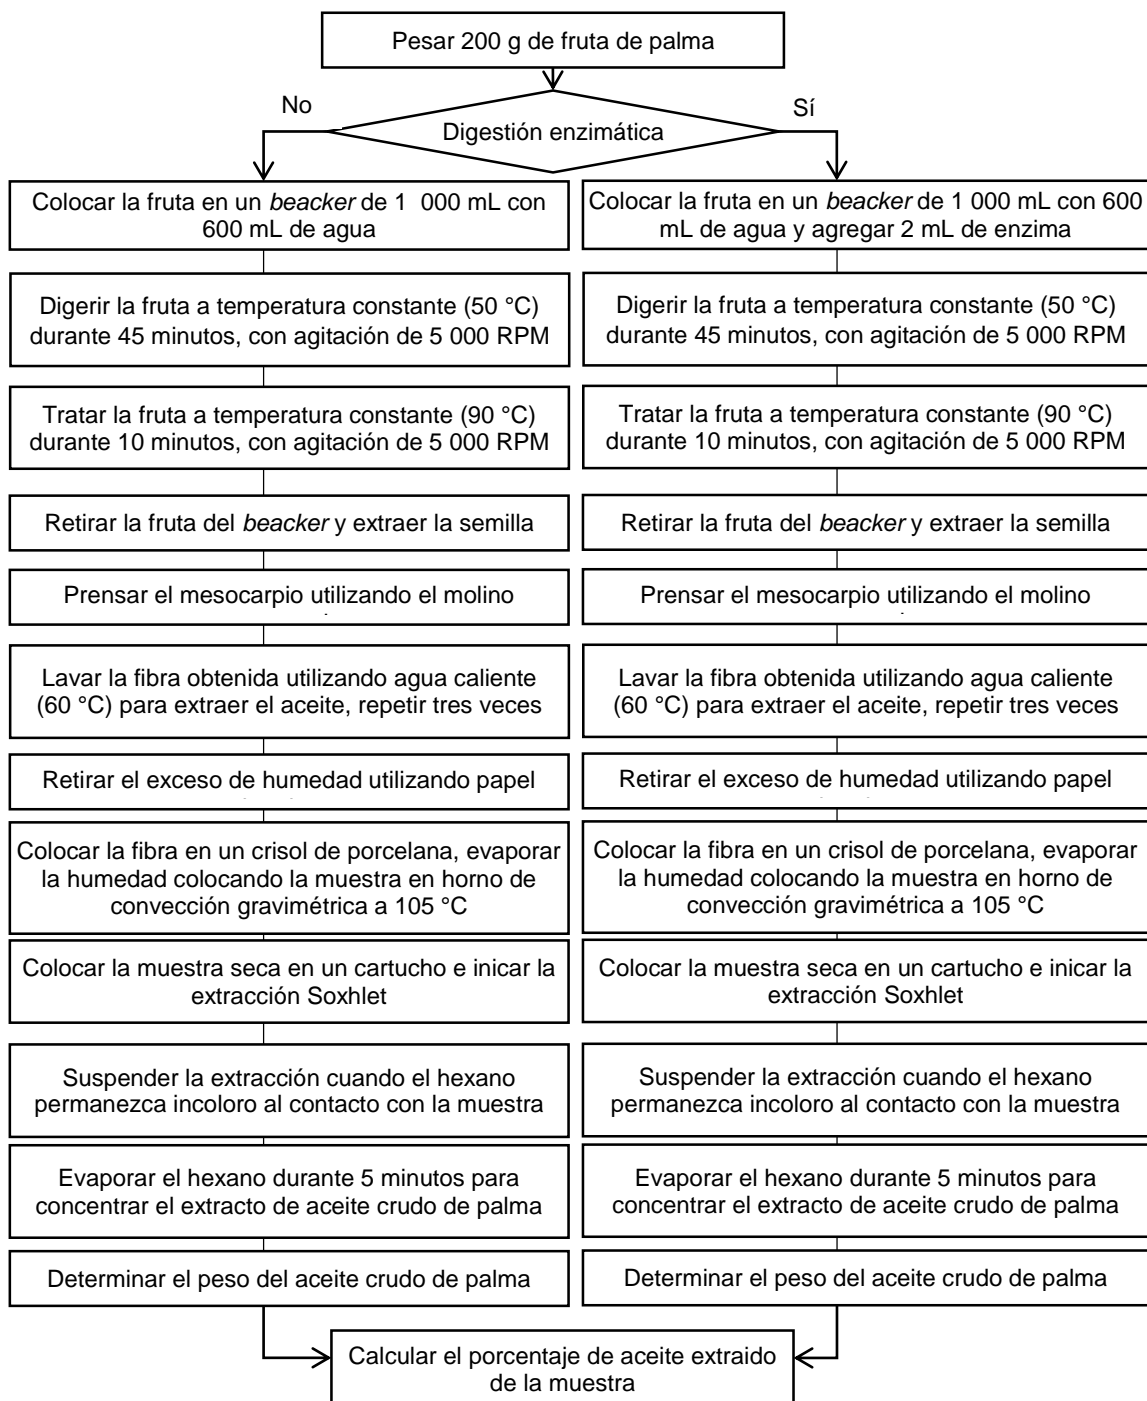 Pesar 200 g de fruta de palma
No
Sí
Digestión enzimática
Colocar la fruta en un beacker de 1 000 mL con
600 mL de agua
Digerir la fruta a temperatura constante (50 °C)
durante 45 minutos, con agitación de 5 000 RPM
Tratar la fruta a temperatura constante (90 °C)
durante 10 minutos, con agitación de 5 000 RPM
Retirar la fruta del beacker y extraer la semilla
Prensar el mesocarpio utilizando el molino
Lavar la fibra obtenida utilizando agua caliente
(60 °C) para extraer el aceite, repetir tres veces
Retirar el exceso de humedad utilizando papel
Colocar la fibra en un crisol de porcelana, evaporar
la humedad colocando la muestra en horno de
convección gravimétrica a 105 °C
Colocar la muestra seca en un cartucho e inicar la
extracción Soxhlet
Suspender la extracción cuando el hexano
permanezca incoloro al contacto con la muestra
Evaporar el hexano durante 5 minutos para
concentrar el extracto de aceite crudo de palma
Determinar el peso del aceite crudo de palma
Colocar la fruta en un beacker de 1 000 mL con 600
mL de agua y agregar 2 mL de enzima
Digerir la fruta a temperatura constante (50 °C)
durante 45 minutos, con agitación de 5 000 RPM
Tratar la fruta a temperatura constante (90 °C)
durante 10 minutos, con agitación de 5 000 RPM
Retirar la fruta del beacker y extraer la semilla
Prensar el mesocarpio utilizando el molino
Lavar la fibra obtenida utilizando agua caliente
(60 °C) para extraer el aceite, repetir tres veces
Retirar el exceso de humedad utilizando papel
Colocar la fibra en un crisol de porcelana, evaporar
la humedad colocando la muestra en horno de
convección gravimétrica a 105 °C
Colocar la muestra seca en un cartucho e inicar la
extracción Soxhlet
Suspender la extracción cuando el hexano
permanezca incoloro al contacto con la muestra
Evaporar el hexano durante 5 minutos para
concentrar el extracto de aceite crudo de palma
Determinar el peso del aceite crudo de palma
Calcular el porcentaje de aceite extraido
de la muestra